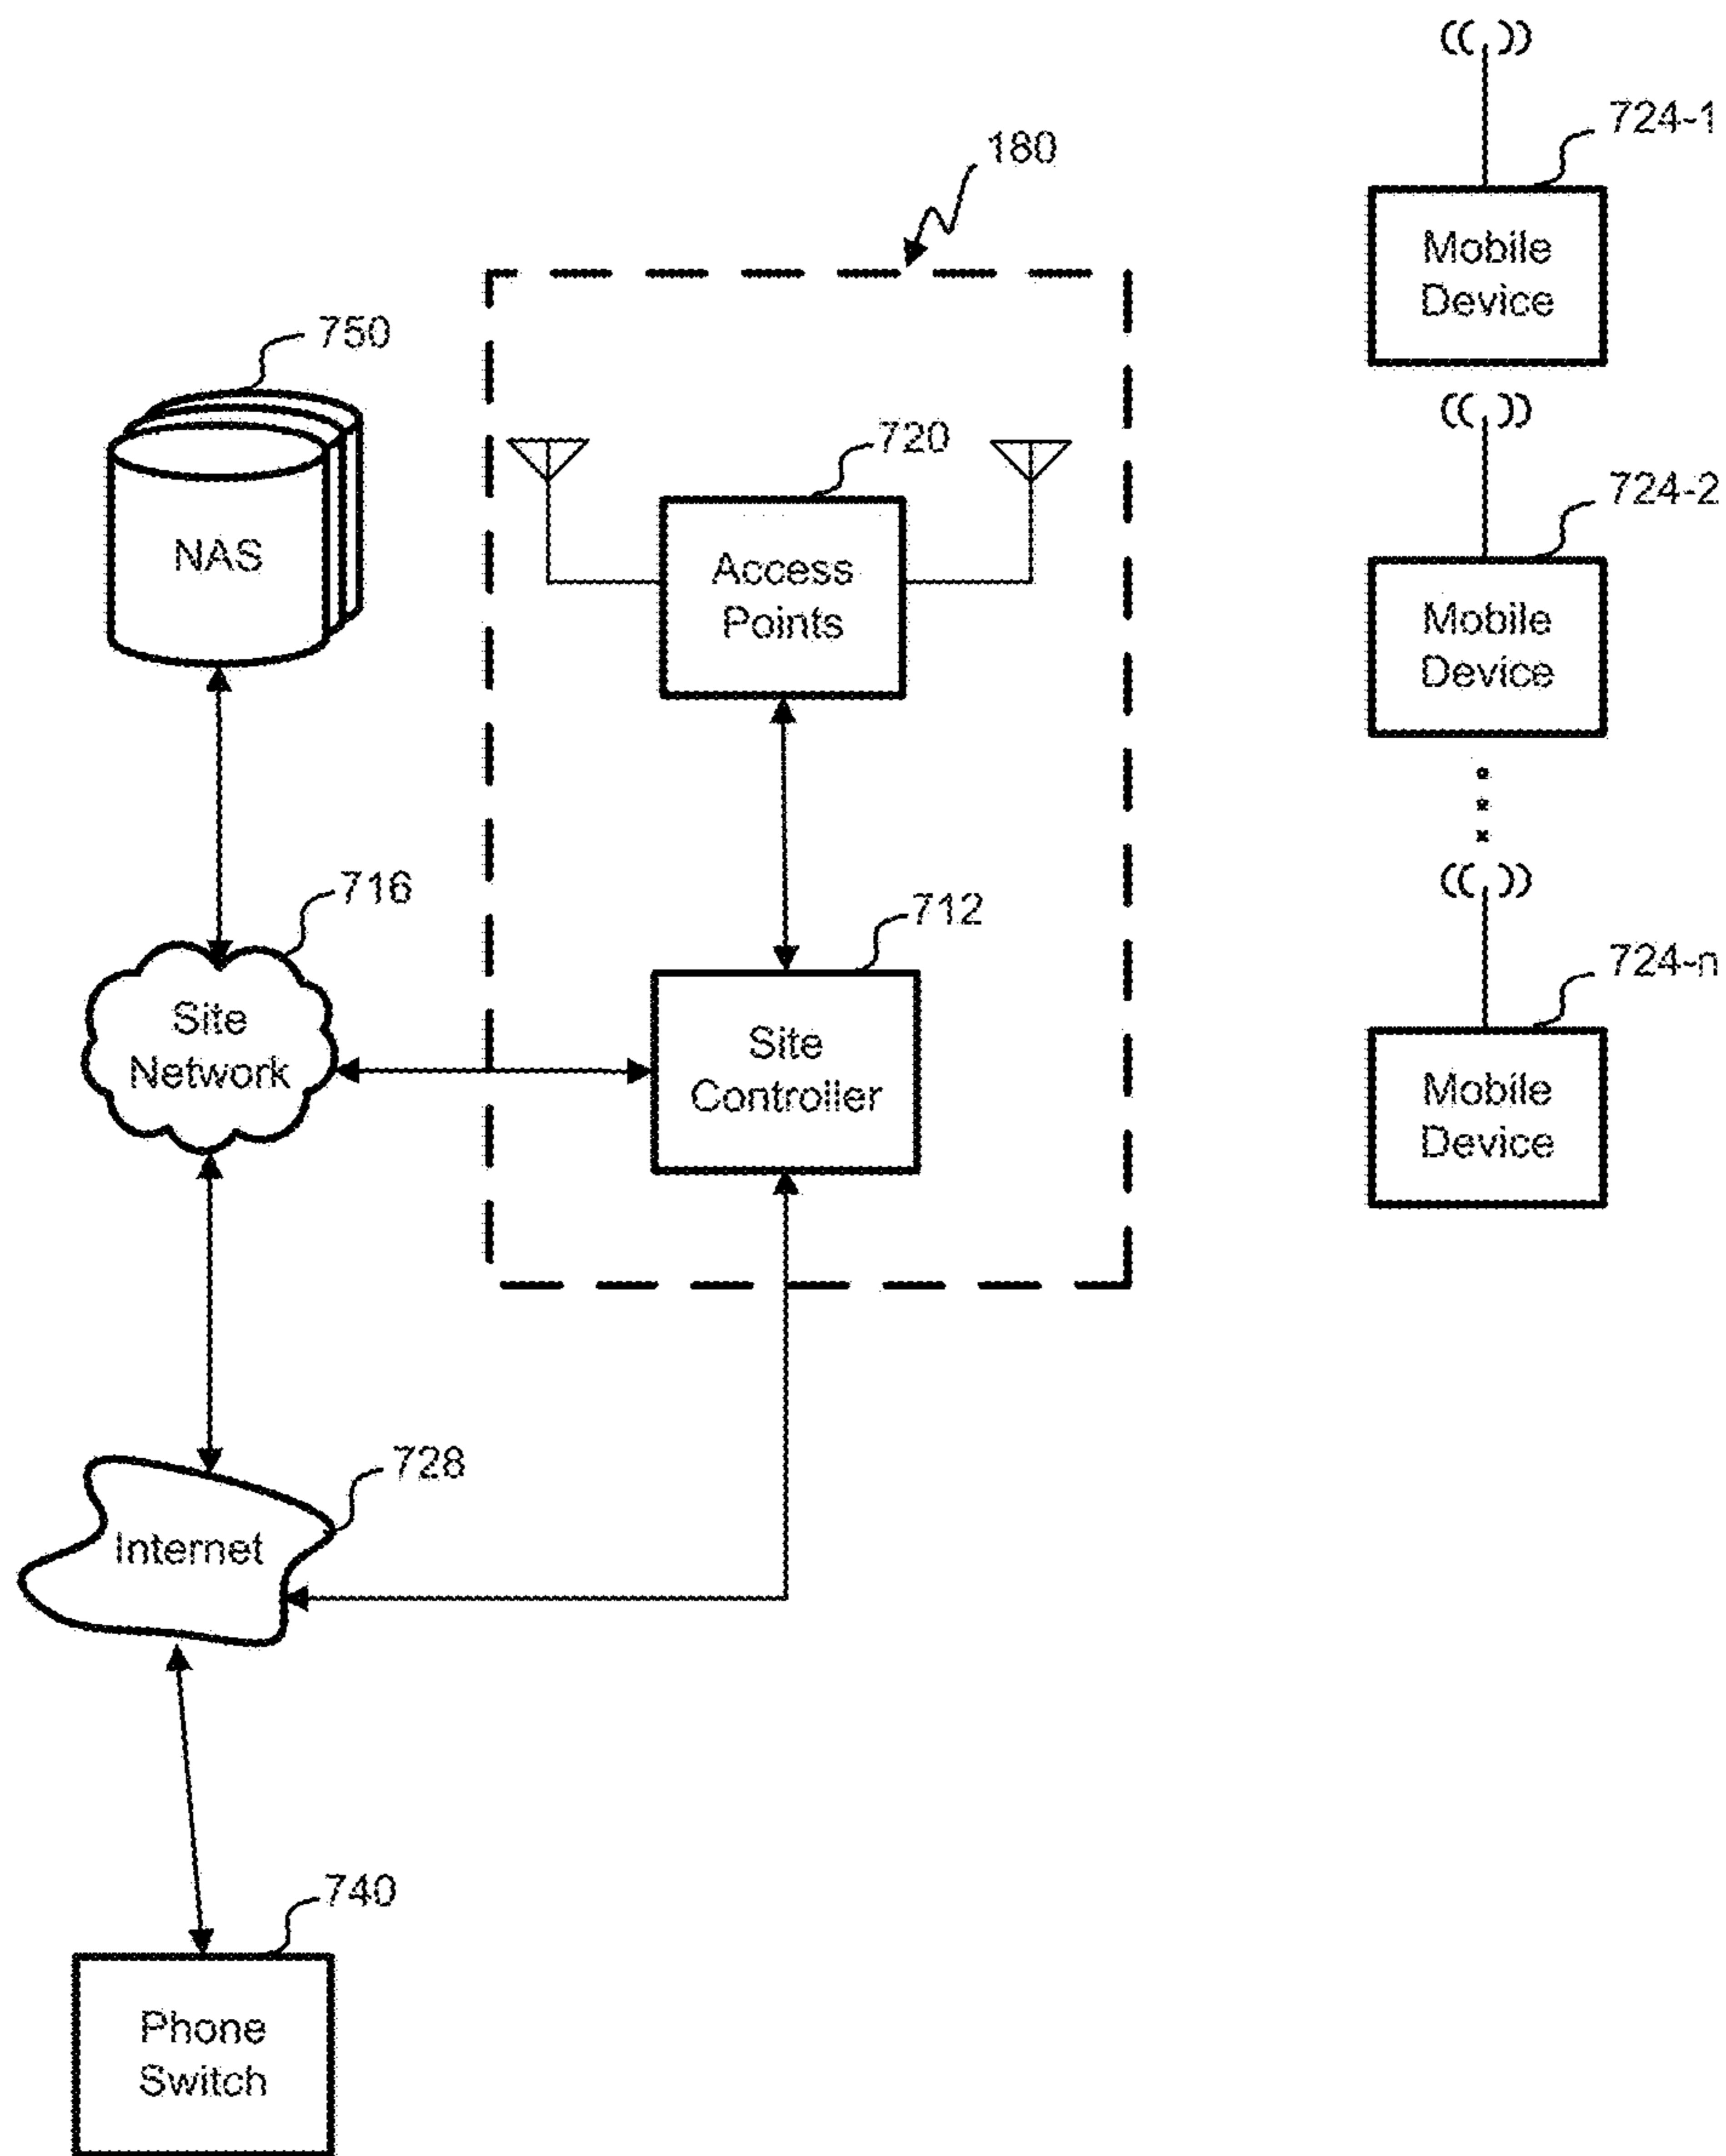 724-1
Mobile
Device
180
750
NAS
720
Access
Points
724-2
Mobile
Device
716
Site
Network
712
Site
Controller
724-n
Mobile
Device
728
Internet
740
Phone
Switch